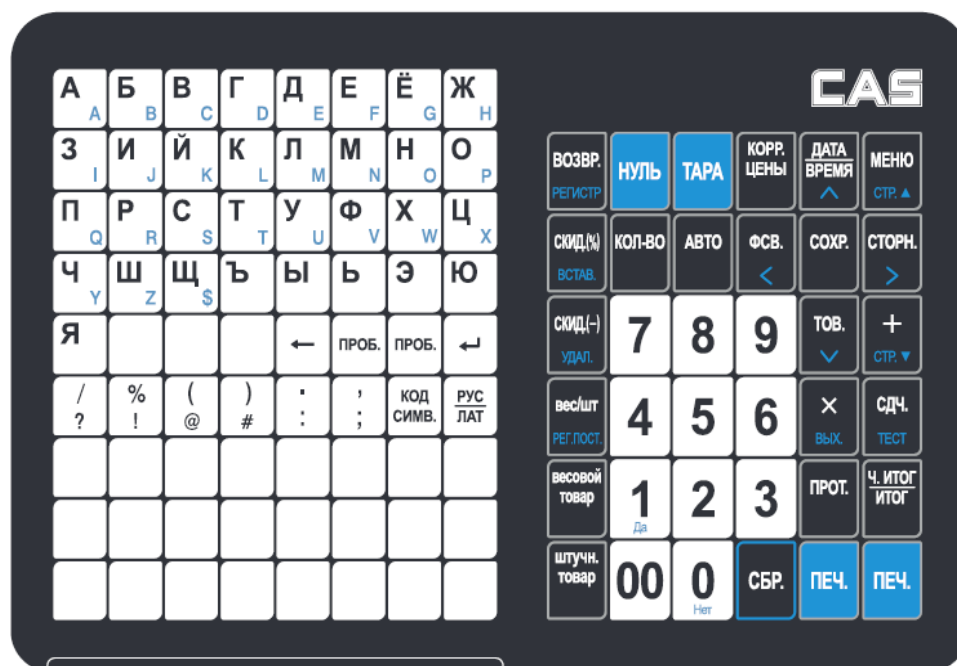 CAS
А A Б B В C Г D Д E Е F Ё G Ж H
З I И J Й K К L Л M М N Н O О P
П Q Р R С S Т T У U Ф V Х W Ц X
Ч Y Ш Z Щ $ Ъ Ы Ь Э Ю
Я ← ПРОБ. ПРОБ. ↵
/ % ( ) . , КОД РУС
? ! @ # : ; СИМВ. ЛАТ
ВОЗВР. НУЛЬ ТАРА КОРР. ЦЕНЫ ДАТА ВРЕМЯ МЕНЮ
РЕГИСТР СТР.▲
СКИД.(%) КОЛ-ВО АВТО ФСВ. СОХР. СТОРН.
ВСТАВ. < >
СКИД.(−) 7 8 9 ТОВ. +
УДАЛ. СТР.▼
вес/шт 4 5 6 × СДЧ.
РЕГ.ПОСТ. ВЫХ. ТЕСТ
весовой товар 1 2 3 ПРОТ. Ч. ИТОГ ИТОГ
Да
штучн. товар 00 0 СБР. ПЕЧ. ПЕЧ.
Нет